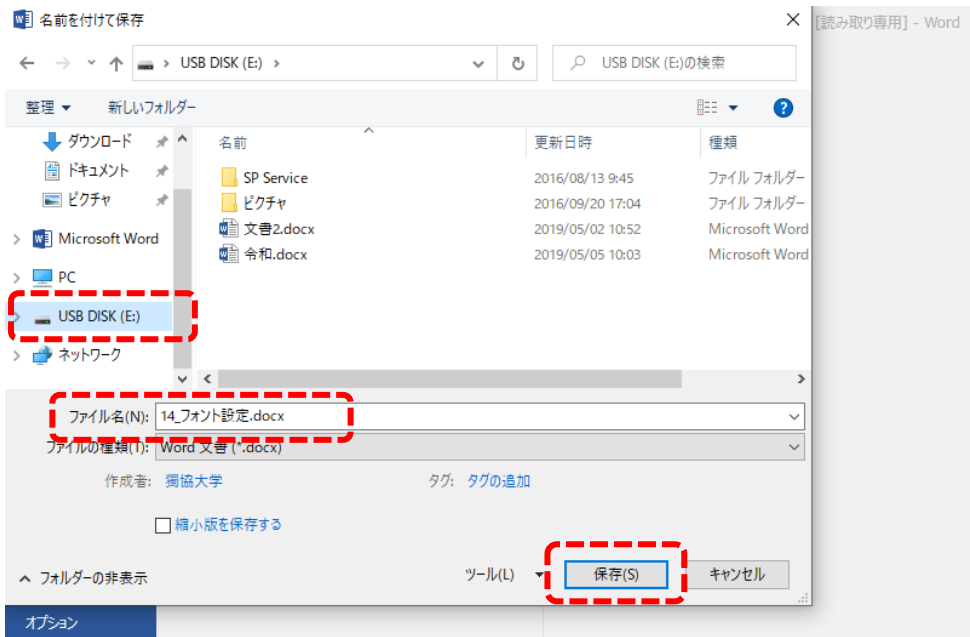 名前を付けて保存
[読み取り専用] - Word
USB DISK (E:)
USB DISK (E:)の検索
整理
新しいフォルダー
ダウンロード
ドキュメント
ピクチャ
Microsoft Word
PC
USB DISK (E:)
ネットワーク
名前 更新日時 種類
SP Service 2016/08/13 9:45 ファイル フォルダー
ピクチャ 2016/09/20 17:04 ファイル フォルダー
文書2.docx 2019/05/02 10:52 Microsoft Word
令和.docx 2019/05/05 10:03 Microsoft Word
ファイル名(N): 14_フォント設定.docx
ファイルの種類(T): Word 文書 (*.docx)
作成者: 獨協大学 タグ: タグの追加
縮小版を保存する
フォルダーの非表示 ツール(L) 保存(S) キャンセル
オプション